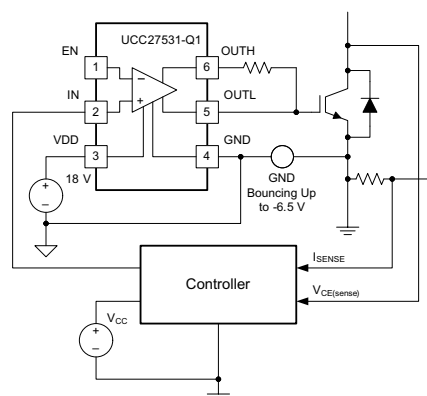 UCC27531-Q1
EN
1
IN
2
VDD
3
18 V
+
–
–
+
6
OUTH
5
OUTL
4
GND
GND
Bouncing Up
to -6.5 V
Controller
ISENSE
VCE(sense)
VCC
+
–